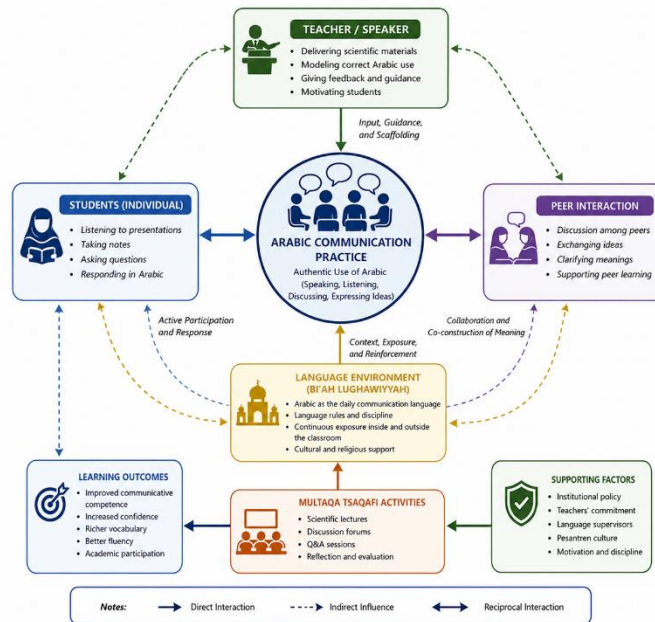 TEACHER / SPEAKER
• Delivering scientific materials
• Modeling correct Arabic use
• Giving feedback and guidance
• Motivating students
Input, Guidance,
and Scaffolding
STUDENTS (INDIVIDUAL)
• Listening to presentations
• Taking notes
• Asking questions
• Responding in Arabic
ARABIC COMMUNICATION
PRACTICE
Authentic Use of Arabic
(Speaking, Listening,
Discussing, Expressing Ideas)
PEER INTERACTION
• Discussion among peers
• Exchanging ideas
• Clarifying meanings
• Supporting peer learning
Active Participation
and Response
Context, Exposure,
and Reinforcement
Collaboration and
Co-construction of Meaning
LANGUAGE ENVIRONMENT
(BI'AH LUGHAWIYYAH)
• Arabic as the daily communication language
• Language rules and discipline
• Continuous exposure inside and outside
the classroom
• Cultural and religious support
LEARNING OUTCOMES
• Improved communicative
competence
• Increased confidence
• Richer vocabulary
• Better fluency
• Academic participation
MULTAQA TSAQAFI ACTIVITIES
• Scientific lectures
• Discussion forums
• Q&A sessions
• Reflection and evaluation
SUPPORTING FACTORS
• Institutional policy
• Teachers' commitment
• Language supervisors
• Pesantren culture
• Motivation and discipline
Notes: Direct Interaction Indirect Influence Reciprocal Interaction